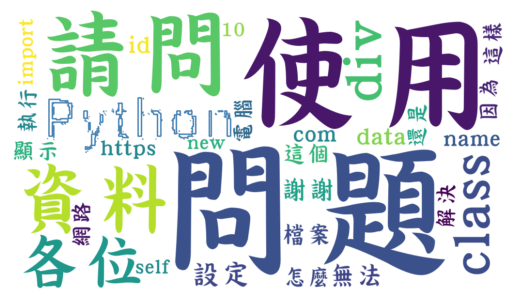 請問
使用
id
10
import
div
因為
這樣
執行
Python
電腦
還是
顯示
https
new
com
data
name
這個
資料
網路
問題
謝謝
解決
class
各位
self
檔案
設定
怎麼無法